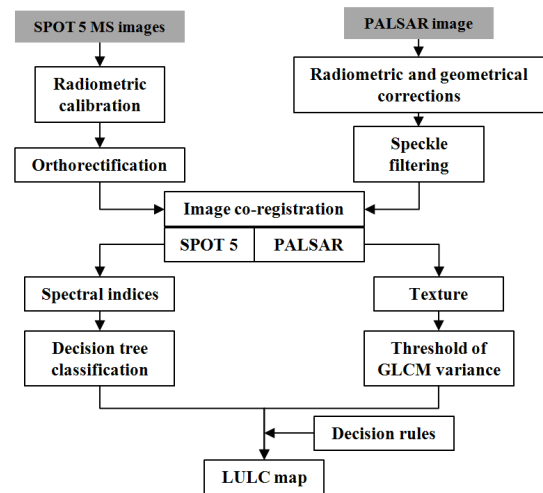 SPOT 5 MS images
PALSAR image
Radiometric
calibration
Radiometric and geometrical
corrections
Orthorectification
Speckle
filtering
Image co-registration
SPOT 5
PALSAR
Spectral indices
Texture
Decision tree
classification
Threshold of
GLCM variance
Decision rules
LULC map